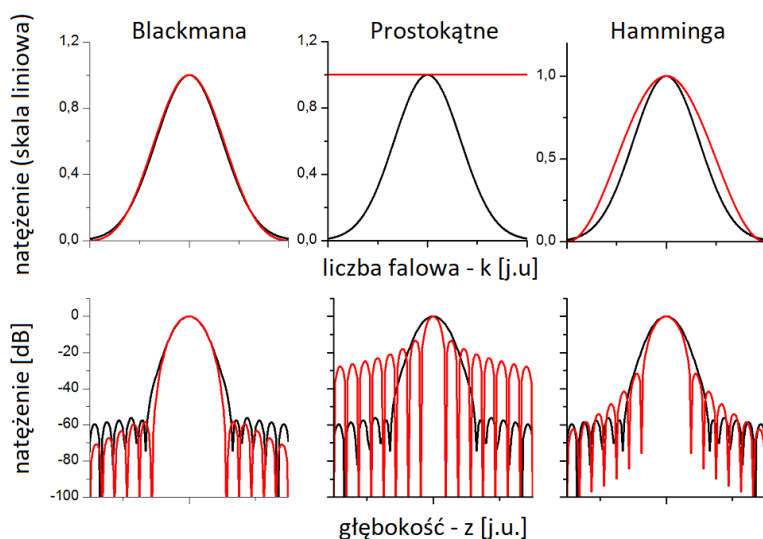 Blackmana
Prostokątne
Hamminga
natężenie (skala liniowa)
1,2
0,8
0,4
0,0
1,2
0,8
0,4
0,0
1,0
0,5
0,0
liczba falowa - k [j.u]
natężenie [dB]
0
-20
-40
-60
-80
-100
głębokość - z [j.u.]